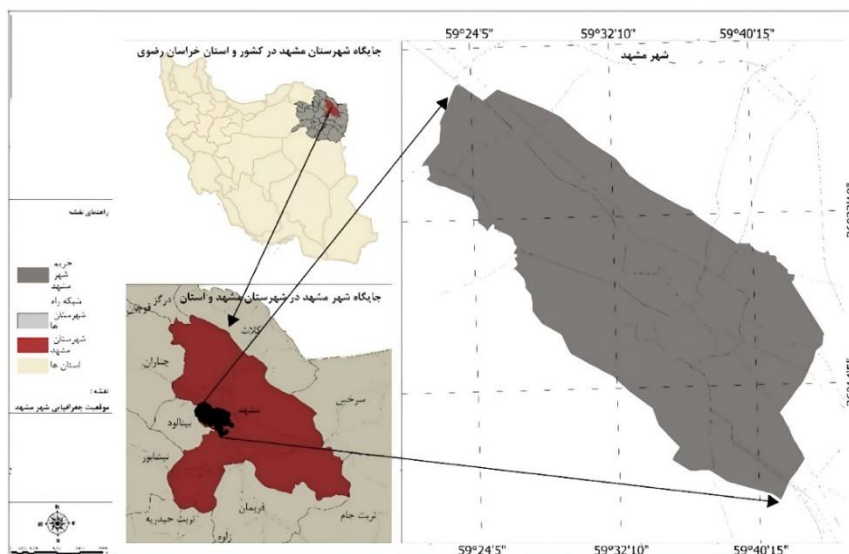 جایگاه شهرستان مشهد در کشور و استان خراسان رضوی
شهر مشهد
59°24'5"
59°32'10"
59°40'15"
راهنمای نقشه
حریم
شهر
مشهد
شبکه راه
شهرستان
ها
شهرستان
مشهد
استان ها
نقشه:
موقعیت جغرافیایی شهر مشهد
جایگاه شهر مشهد در شهرستان مشهد و استان
درگز
قوچان
کلات
چناران
سرخس
مشهد
بینالود
نیشابور
فریمان
تربت جام
تربت حیدریه
زاوه
59°24'5"
59°32'10"
59°40'15"